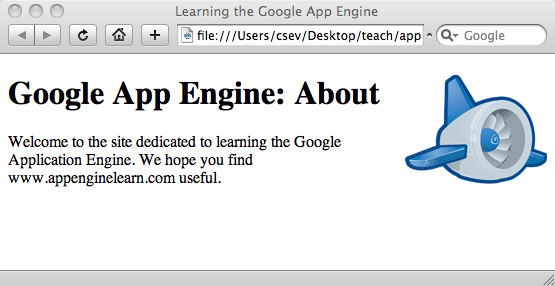 Learning the Google App Engine
file:///Users/csev/Desktop/teach/app
Google
Google App Engine: About
Welcome to the site dedicated to learning the Google
Application Engine. We hope you find
www.appenginelearn.com useful.